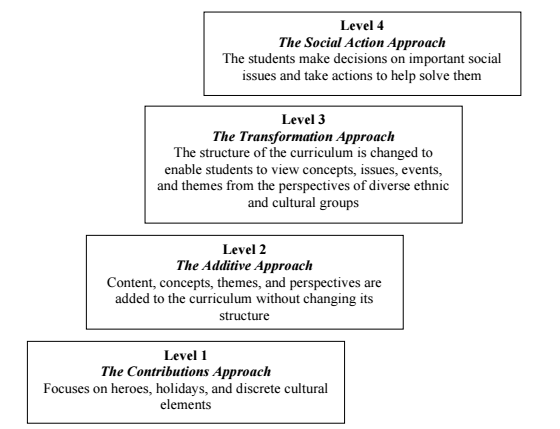 Level 4
The Social Action Approach
The students make decisions on important social
issues and take actions to help solve them
Level 3
The Transformation Approach
The structure of the curriculum is changed to
enable students to view concepts, issues, events,
and themes from the perspectives of diverse ethnic
and cultural groups
Level 2
The Additive Approach
Content, concepts, themes, and perspectives are
added to the curriculum without changing its
structure
Level 1
The Contributions Approach
Focuses on heroes, holidays, and discrete cultural
elements